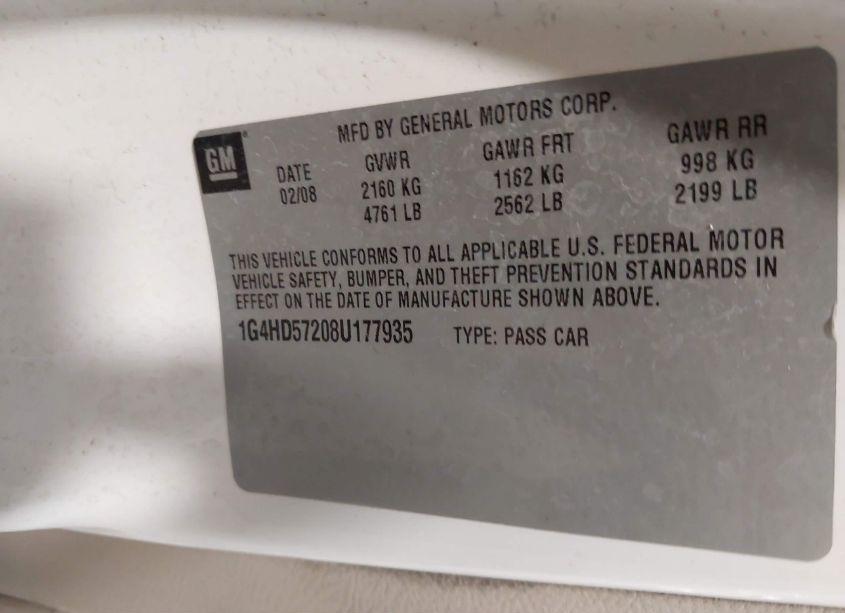 MFD BY GENERAL MOTORS CORP.
GM
DATE GVWR GAWR FRT GAWR RR
02/08 2160 KG 1162 KG 998 KG
4761 LB 2562 LB 2199 LB
THIS VEHICLE CONFORMS TO ALL APPLICABLE U.S. FEDERAL MOTOR
VEHICLE SAFETY, BUMPER, AND THEFT PREVENTION STANDARDS IN
EFFECT ON THE DATE OF MANUFACTURE SHOWN ABOVE.
1G4HD57208U177935 TYPE: PASS CAR